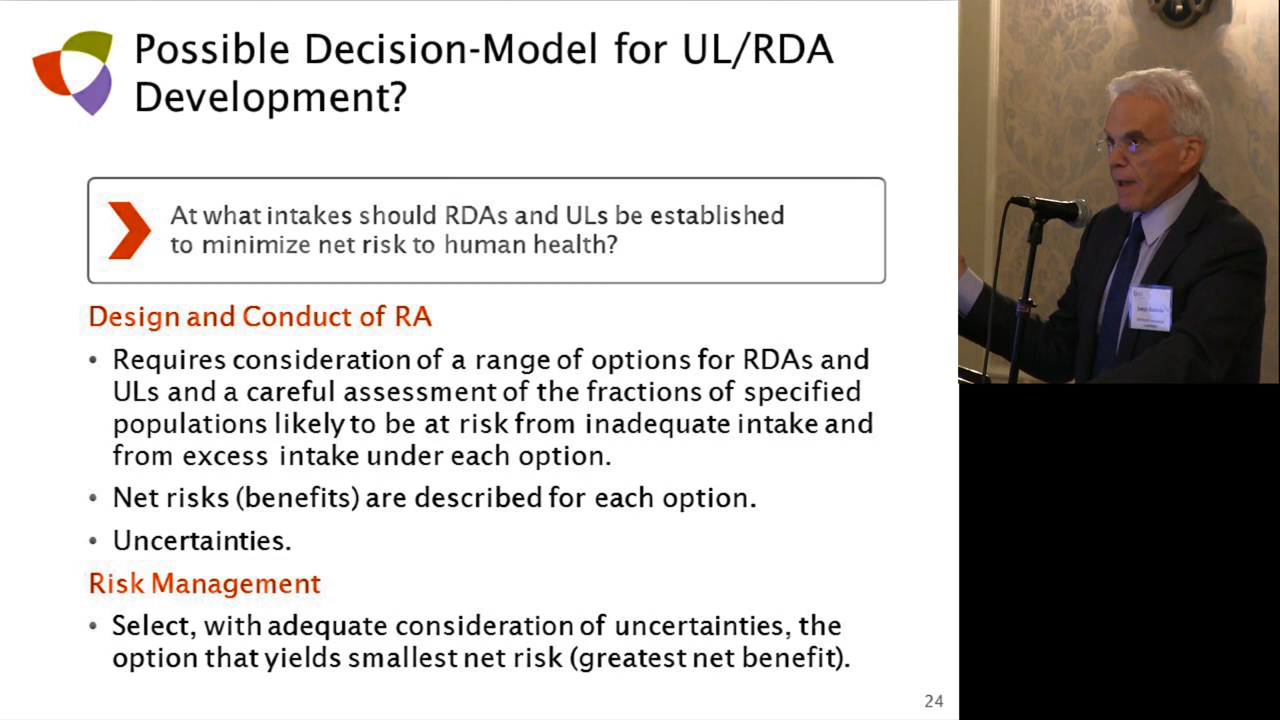 Possible Decision-Model for UL/RDA
Development?
At what intakes should RDAs and ULs be established
to minimize net risk to human health?
Design and Conduct of RA
• Requires consideration of a range of options for RDAs and
ULs and a careful assessment of the fractions of specified
populations likely to be at risk from inadequate intake and
from excess intake under each option.
• Net risks (benefits) are described for each option.
• Uncertainties.
Risk Management
• Select, with adequate consideration of uncertainties, the
option that yields smallest net risk (greatest net benefit).
24